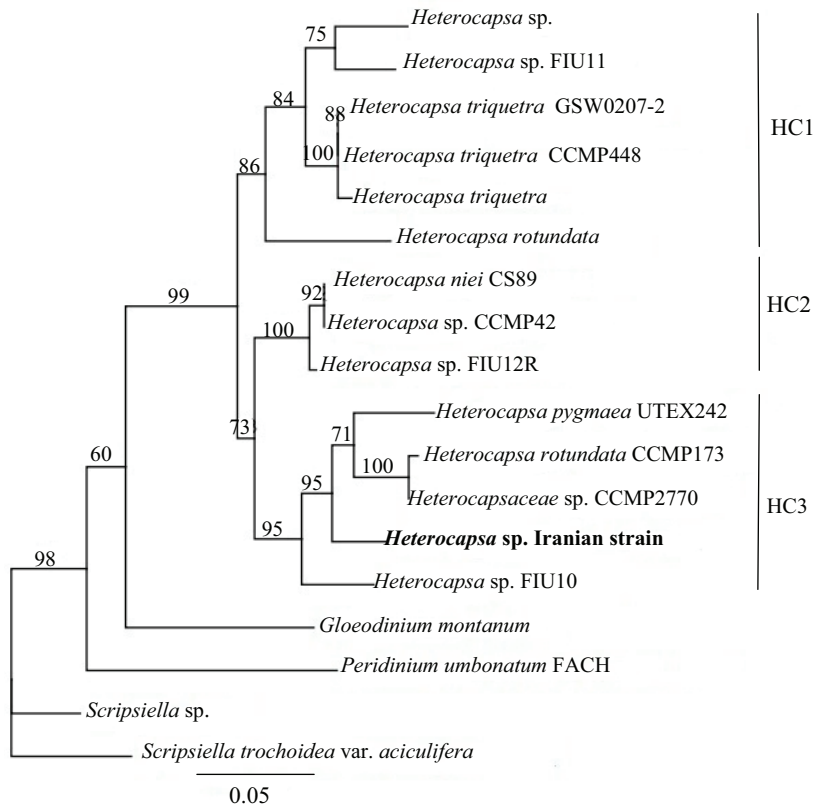 Heterocapsa sp.
75
Heterocapsa sp. FIU11
84
88
Heterocapsa triquetra GSW0207-2
HC1
100
Heterocapsa triquetra CCMP448
86
Heterocapsa triquetra
Heterocapsa rotundata
Heterocapsa niei CS89
99
92
HC2
Heterocapsa sp. CCMP42
100
Heterocapsa sp. FIU12R
Heterocapsa pygmaea UTEX242
73
71
Heterocapsa rotundata CCMP173
60
100
95
Heterocapsaceae sp. CCMP2770
HC3
95
Heterocapsa sp. Iranian strain
98
Heterocapsa sp. FIU10
Gloeodinium montanum
Peridinium umbonatum FACH
Scripsiella sp.
Scripsiella trochoidea var. aciculifera
0.05